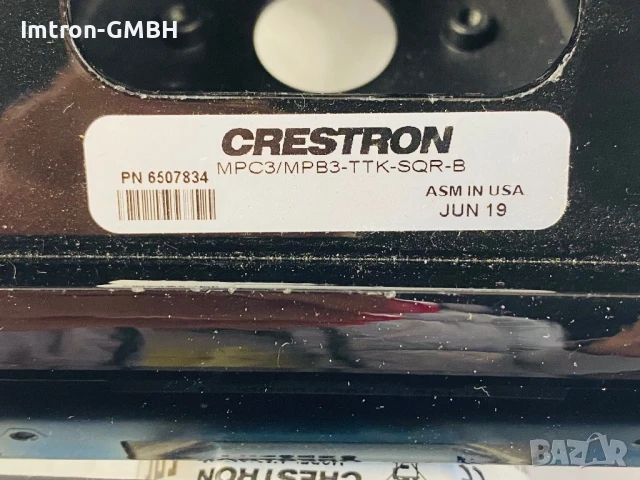 Imtron-GMBH
CRESTRON
MPC3/MPB3-TTK-SQR-B
PN 6507834
ASM IN USA
JUN 19
CRESTRON
BAZAR